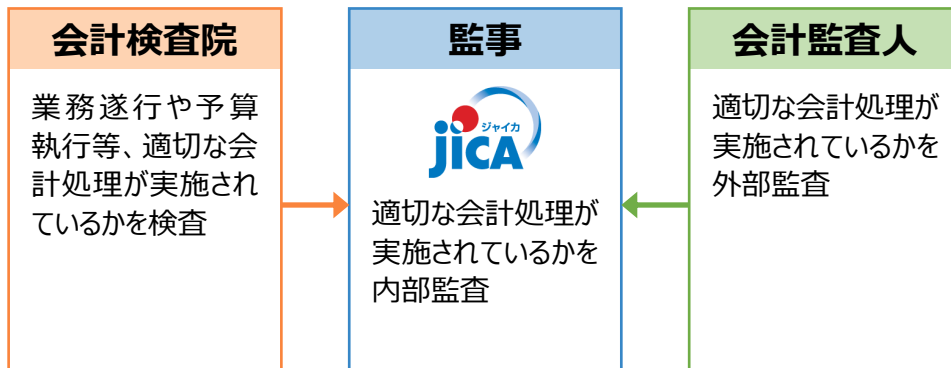 会計検査院
業務遂行や予算
執行等、適切な会
計処理が実施され
ているかを検査
監事
ジャイカ
jICA
適切な会計処理が
実施されているかを
内部監査
会計監査人
適切な会計処理が
実施されているかを
外部監査